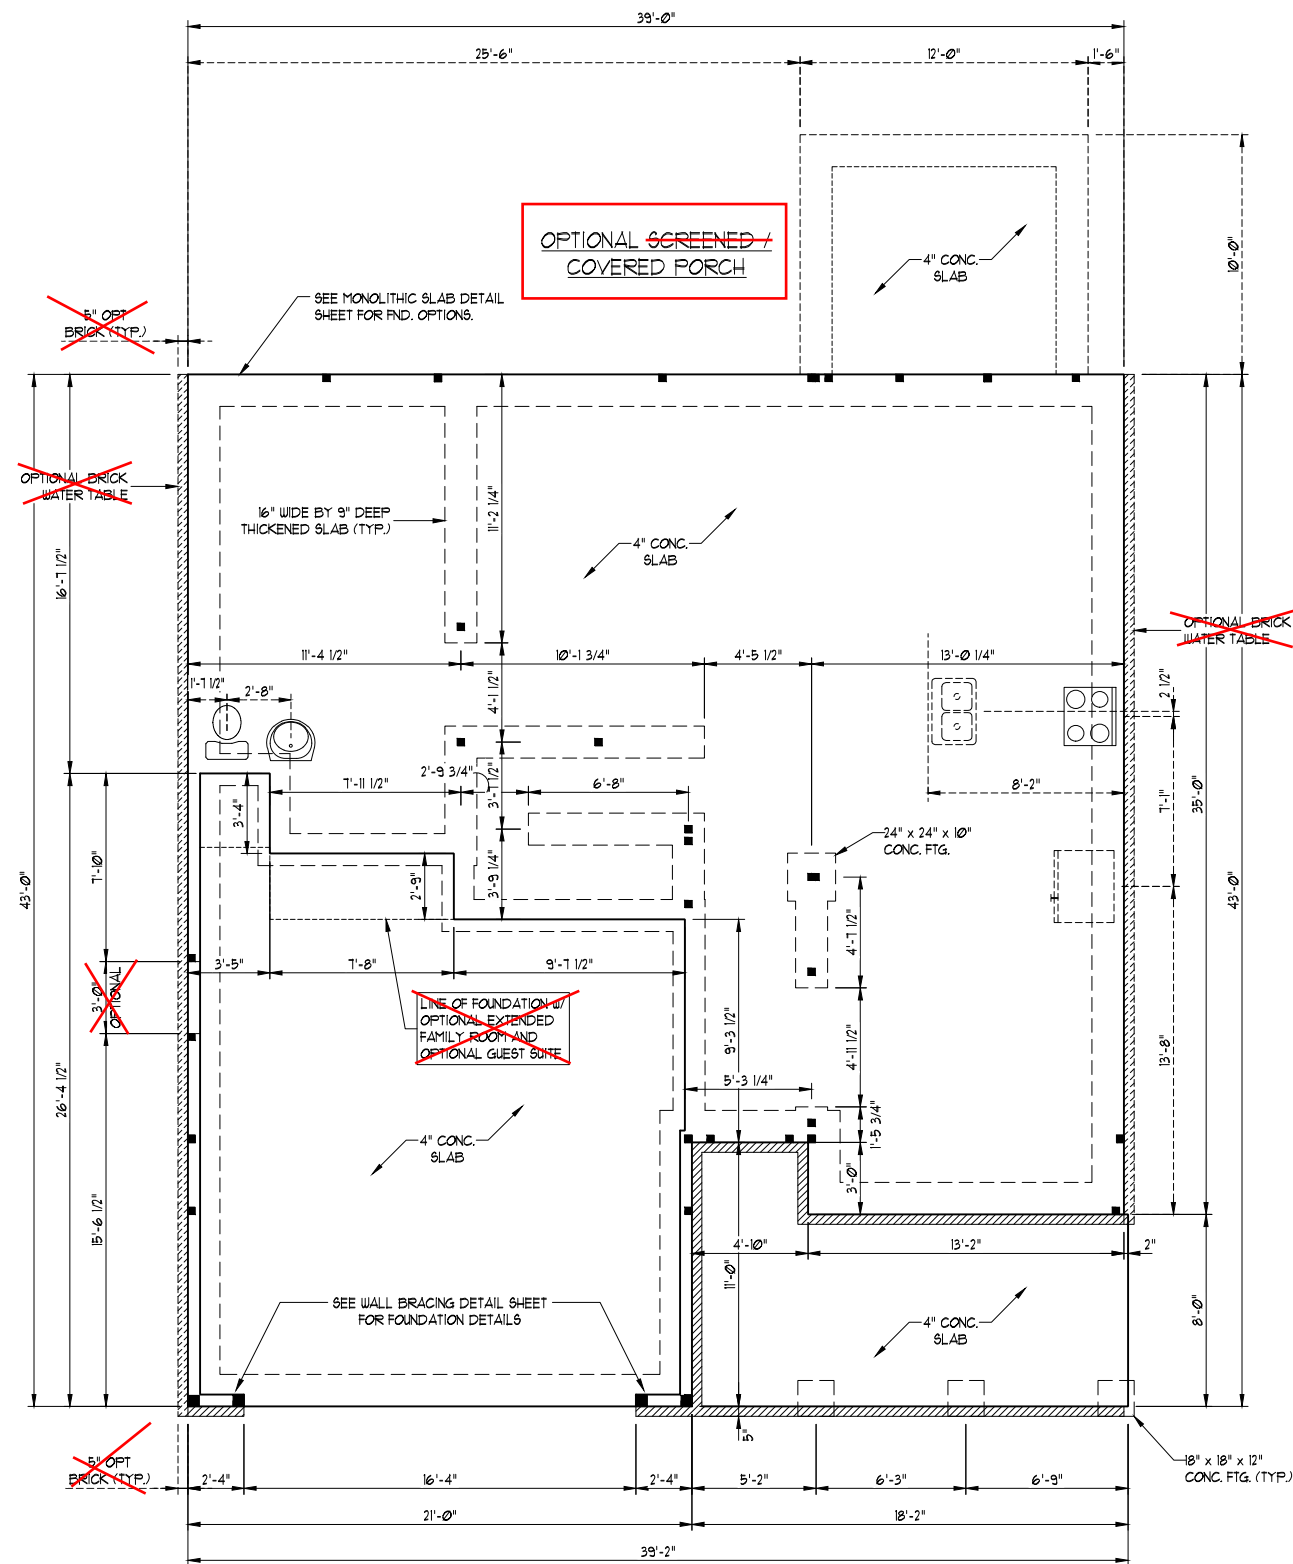 39'-0"
25'-6"
12'-0"
1'-6"
OPTIONAL SCREENED /
COVERED PORCH
4" CONC.
SLAB
10'-0"
SEE MONOLITHIC SLAB DETAIL
SHEET FOR FND. OPTIONS.
5" OPT
BRICK (TYP.)
OPTIONAL BRICK
WATER TABLE
16" WIDE BY 9" DEEP
THICKENED SLAB (TYP.)
11'-2 1/4"
4" CONC.
SLAB
16'-7 1/2"
OPTIONAL BRICK
WATER TABLE
11'-4 1/2"
10'-1 3/4"
4'-5 1/2"
13'-0 1/4"
1'-7 1/2"
2'-8"
4'-1 1/2"
2 1/2"
7'-11 1/2"
2'-9 3/4"
3'-7 1/2"
6'-8"
8'-2"
7'-1"
35'-0"
3'-4"
24" x 24" x 10"
CONC. FTG.
7'-10"
2'-9"
3'-9 1/4"
43'-0"
43'-0"
4'-7 1/2"
3'-5"
7'-8"
9'-7 1/2"
3'-0"
OPTIONAL
LINE OF FOUNDATION W/
OPTIONAL EXTENDED
FAMILY ROOM AND
OPTIONAL GUEST SUITE
9'-3 1/2"
4'-11 1/2"
13'-8"
26'-4 1/2"
5'-3 1/4"
1'-5 3/4"
4" CONC.
SLAB
3'-0"
15'-6 1/2"
4'-10"
13'-2"
2"
11'-0"
SEE WALL BRACING DETAIL SHEET
FOR FOUNDATION DETAILS
4" CONC.
SLAB
8'-0"
5"
5" OPT
BRICK (TYP.)
18" x 18" x 12"
CONC. FTG. (TYP.)
2'-4"
16'-4"
2'-4"
5'-2"
6'-3"
6'-9"
21'-0"
18'-2"
39'-2"